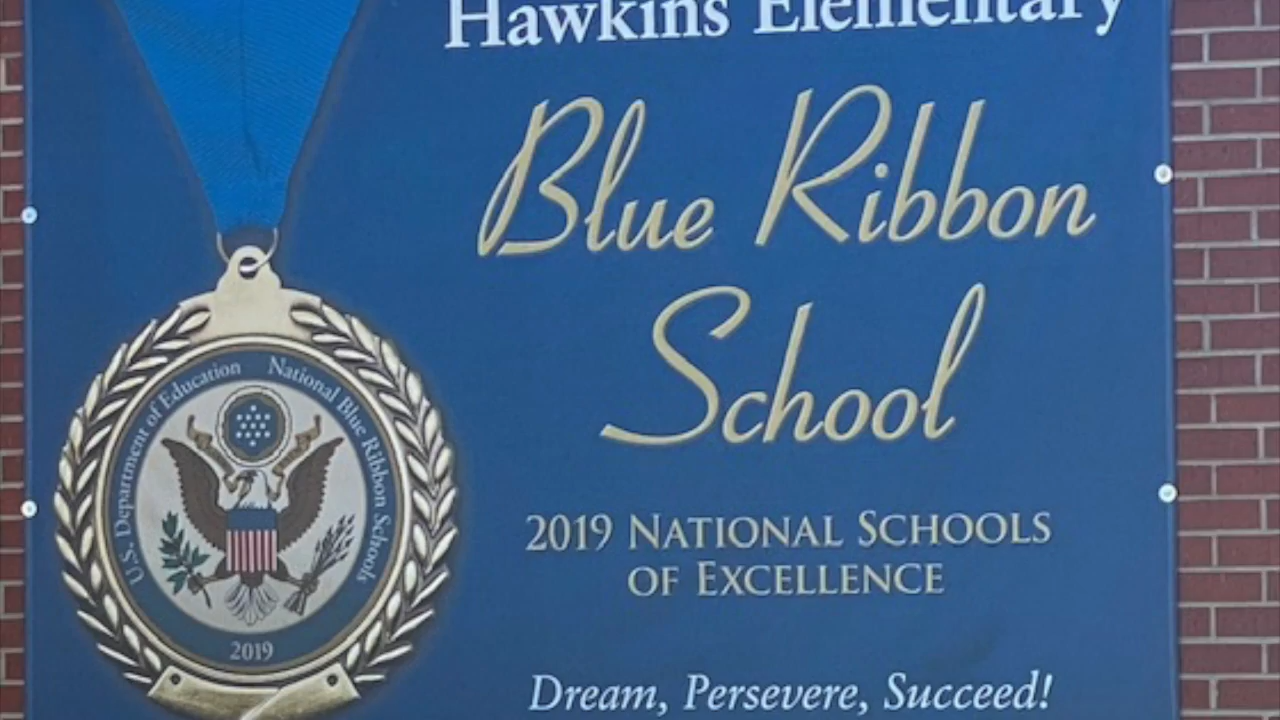 Hawkins Elementary
Blue Ribbon
School
U.S. Department of Education National Blue Ribbon Schools
2019
2019 NATIONAL SCHOOLS
OF EXCELLENCE
Dream, Persevere, Succeed!